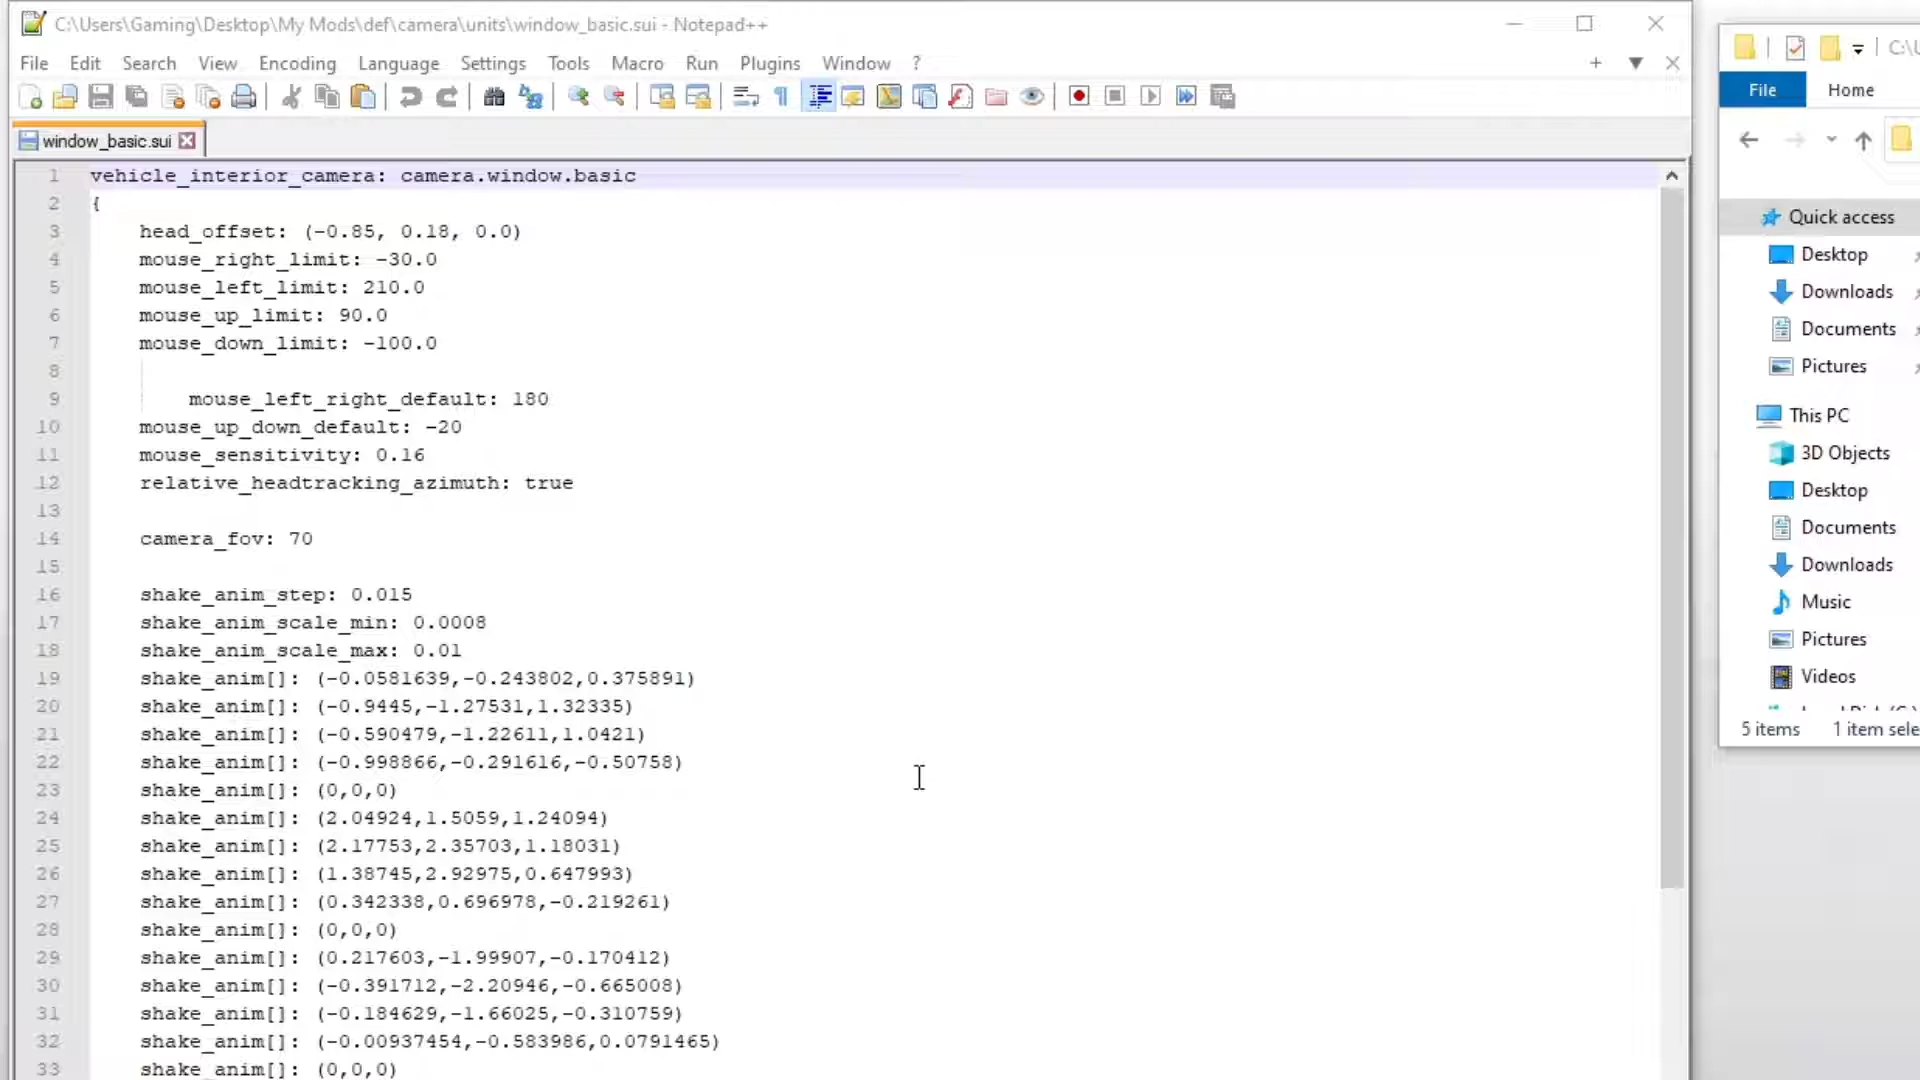 C:\Users\Gaming\Desktop\My Mods\def\camera\units\window_basic.sui - Notepad++
File Edit Search View Encoding Language Settings Tools Macro Run Plugins Window ?
window_basic.sui
1 vehicle_interior_camera: camera.window.basic
2 {
3 head_offset: (-0.85, 0.18, 0.0)
4 mouse_right_limit: -30.0
5 mouse_left_limit: 210.0
6 mouse_up_limit: 90.0
7 mouse_down_limit: -100.0
8
9 mouse_left_right_default: 180
10 mouse_up_down_default: -20
11 mouse_sensitivity: 0.16
12 relative_headtracking_azimuth: true
13
14 camera_fov: 70
15
16 shake_anim_step: 0.015
17 shake_anim_scale_min: 0.0008
18 shake_anim_scale_max: 0.01
19 shake_anim[]: (-0.0581639,-0.243802,0.375891)
20 shake_anim[]: (-0.9445,-1.27531,1.32335)
21 shake_anim[]: (-0.590479,-1.22611,1.0421)
22 shake_anim[]: (-0.998866,-0.291616,-0.50758)
23 shake_anim[]: (0,0,0)
24 shake_anim[]: (2.04924,1.5059,1.24094)
25 shake_anim[]: (2.17753,2.35703,1.18031)
26 shake_anim[]: (1.38745,2.92975,0.647993)
27 shake_anim[]: (0.342338,0.696978,-0.219261)
28 shake_anim[]: (0,0,0)
29 shake_anim[]: (0.217603,-1.99907,-0.170412)
30 shake_anim[]: (-0.391712,-2.20946,-0.665008)
31 shake_anim[]: (-0.184629,-1.66025,-0.310759)
32 shake_anim[]: (-0.00937454,-0.583986,0.0791465)
33 shake_anim[]: (0,0,0)
C:\U
File Home
Quick access
Desktop
Downloads
Documents
Pictures
This PC
3D Objects
Desktop
Documents
Downloads
Music
Pictures
Videos
5 items 1 item sele